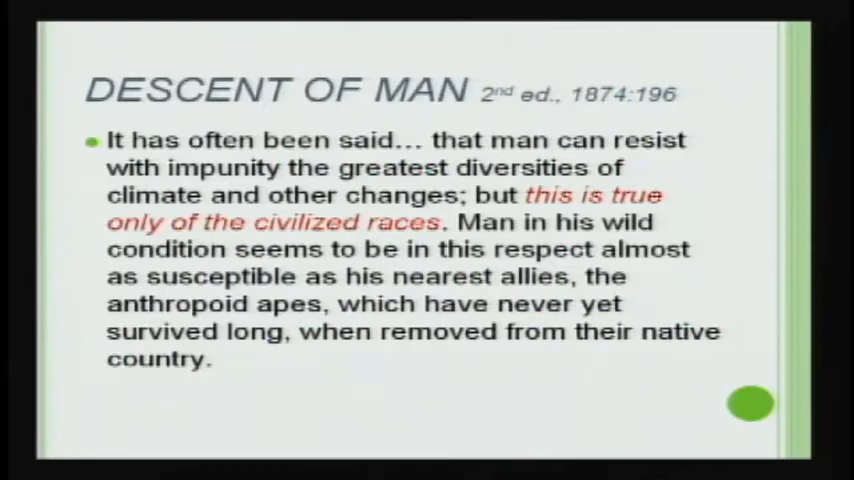 DESCENT OF MAN 2nd ed., 1874:196
It has often been said... that man can resist
with impunity the greatest diversities of
climate and other changes; but this is true
only of the civilized races. Man in his wild
condition seems to be in this respect almost
as susceptible as his nearest allies, the
anthropoid apes, which have never yet
survived long, when removed from their native
country.